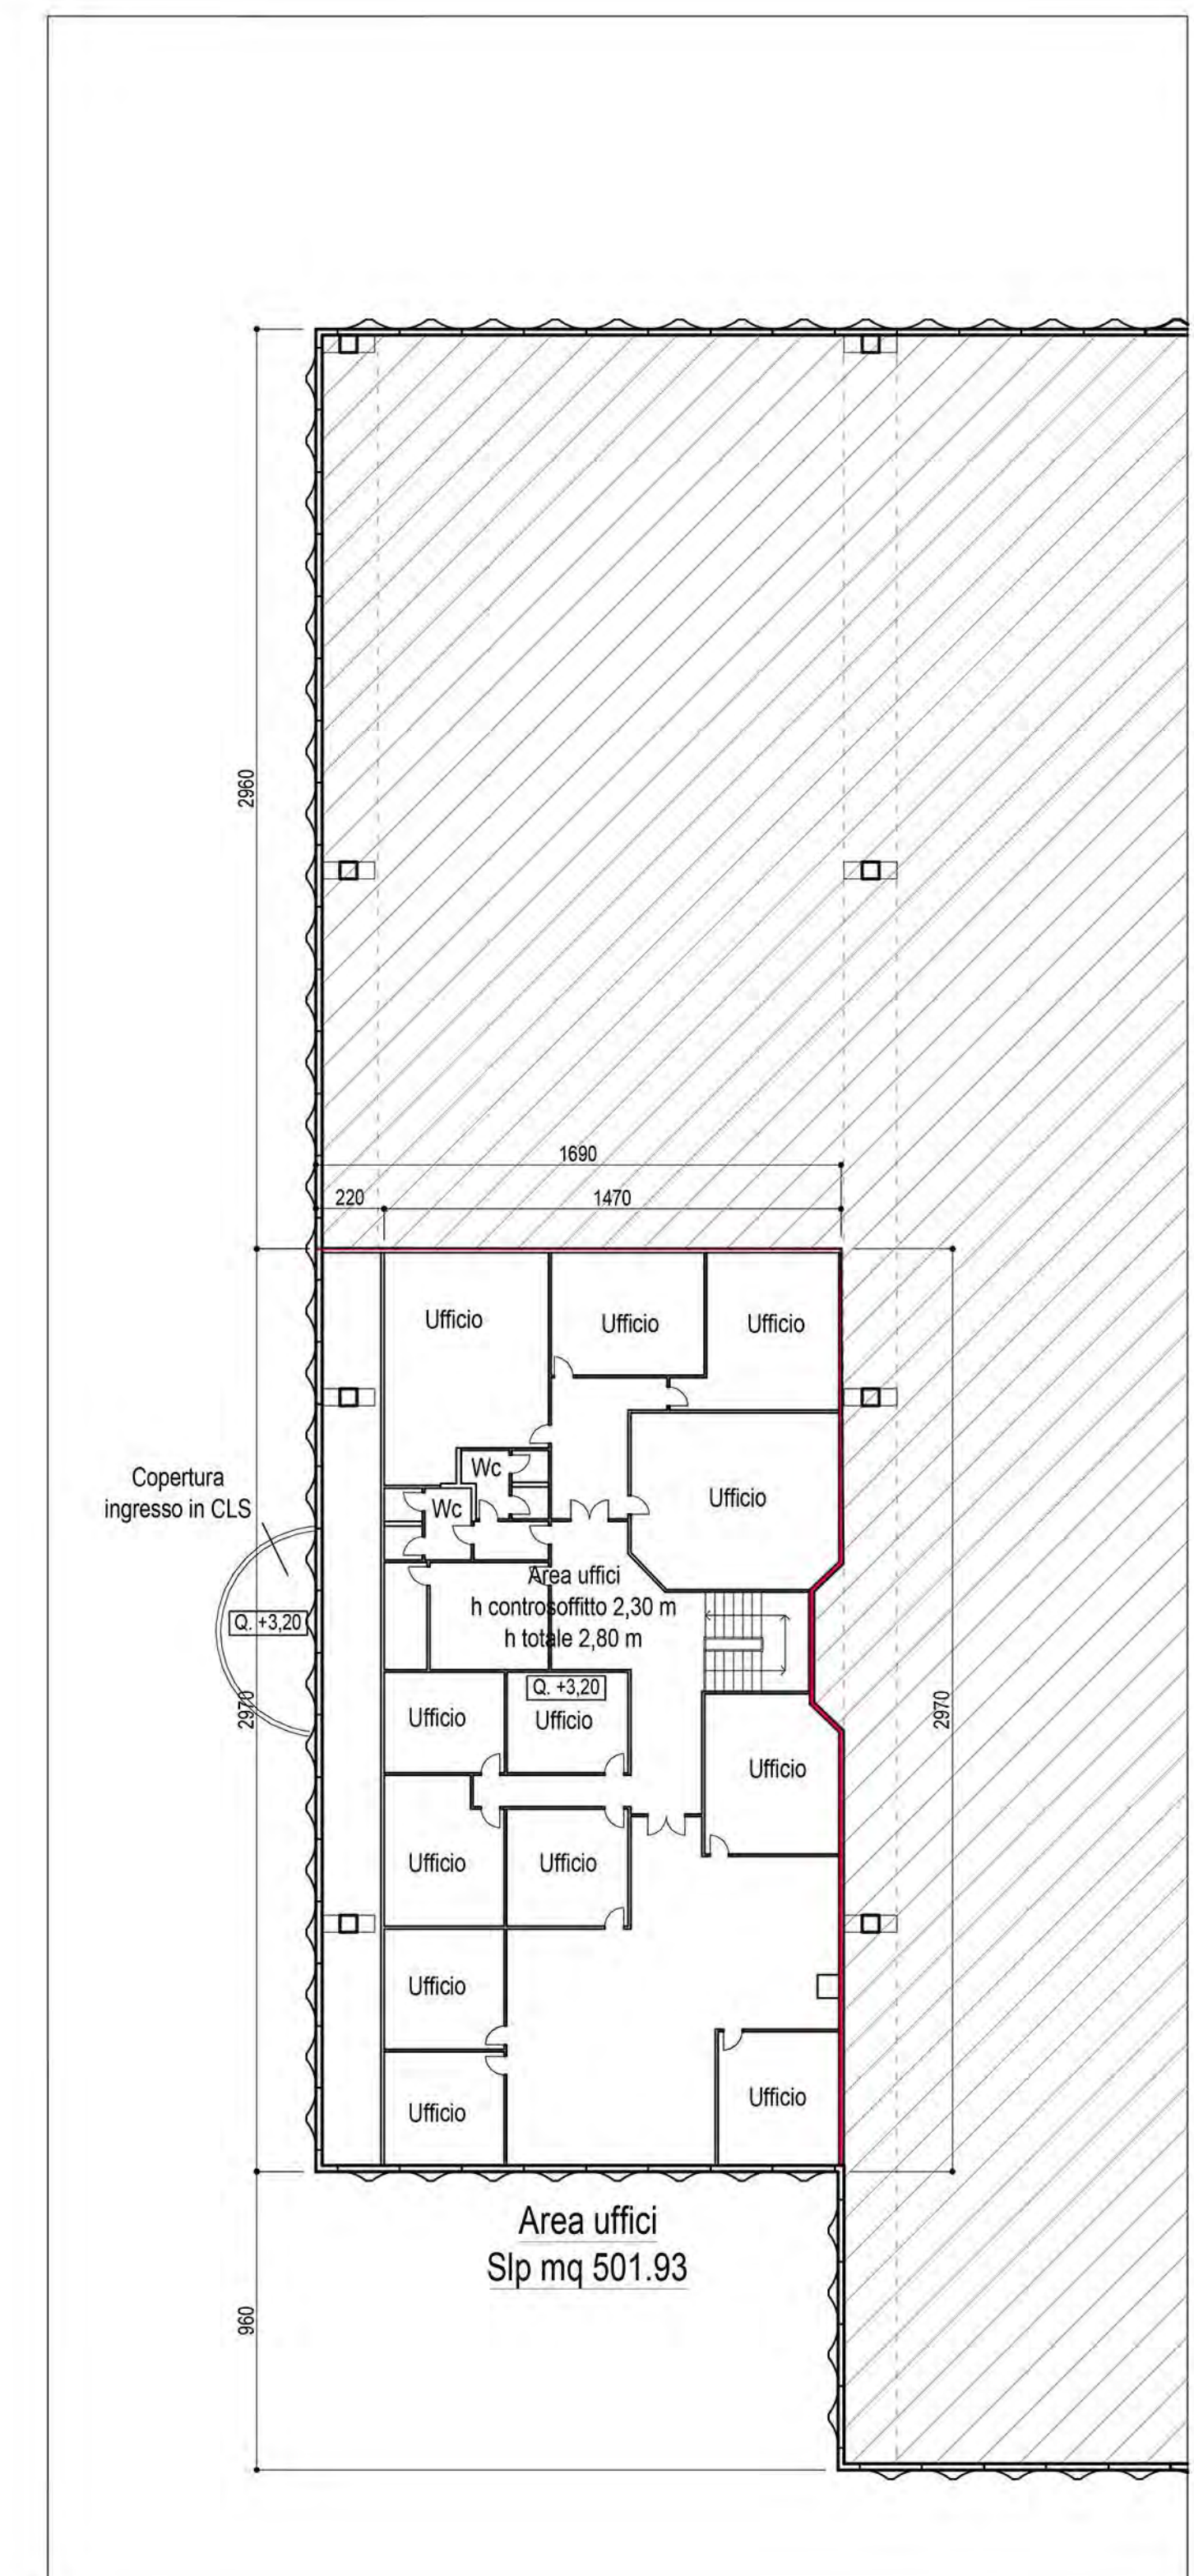 2960
1690
220
1470
Ufficio
Ufficio
Ufficio
Wc
Ufficio
Copertura
ingresso in CLS
Wc
Area uffici
h controsoffitto 2,30 m
h totale 2,80 m
Q. +3,20
Q. +3,20
2970
2970
Ufficio
Ufficio
Ufficio
Ufficio
Ufficio
Ufficio
Ufficio
Ufficio
Area uffici
Slp mq 501.93
960